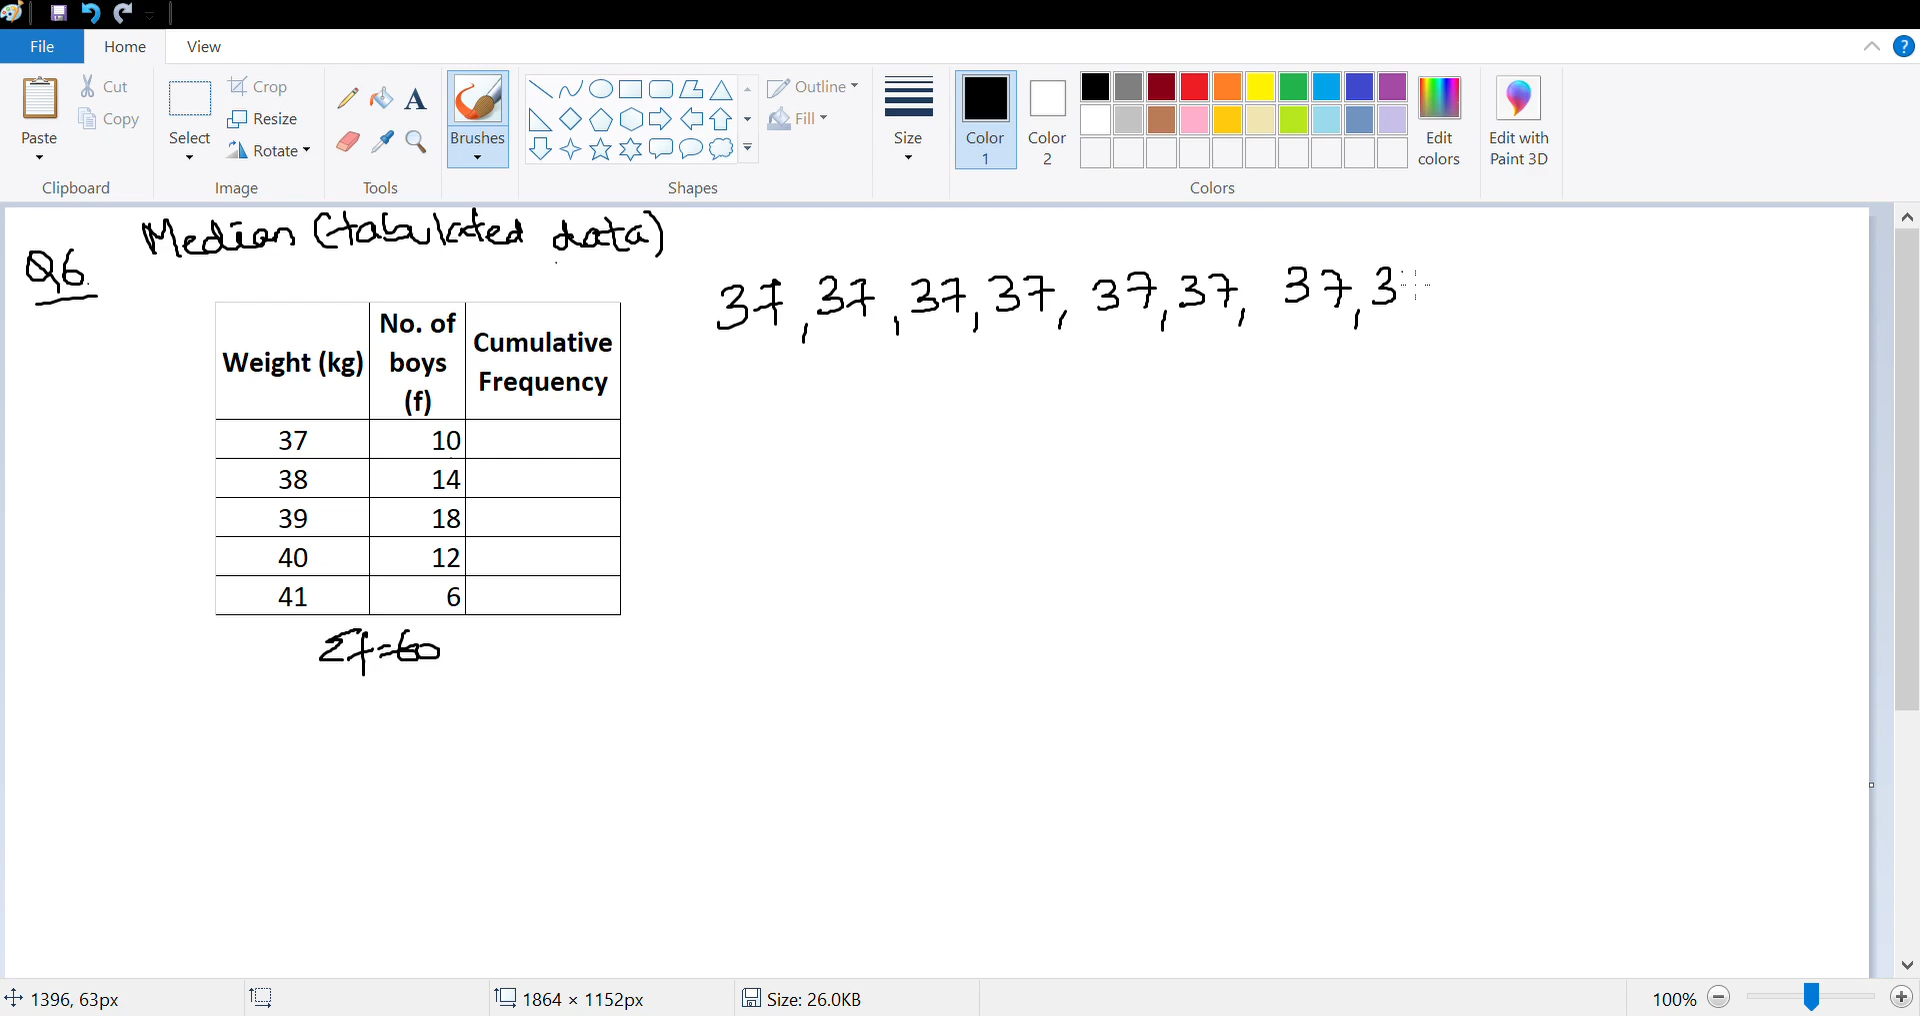 File Home View
Paste
Cut
Copy
Clipboard
Select
Crop
Resize
Rotate
Image
A
Tools
Brushes
Outline
Fill
Shapes
Size
Color 1
Color 2
Edit colors
Colors
Edit with Paint 3D
?
Median (tabulated data)
Q6.
37, 37, 37, 37, 37, 37, 37, 3
Weight (kg) No. of boys (f) Cumulative Frequency
37 10
38 14
39 18
40 12
41 6
Σf=60
1396, 63px 1864 × 1152px Size: 26.0KB 100%